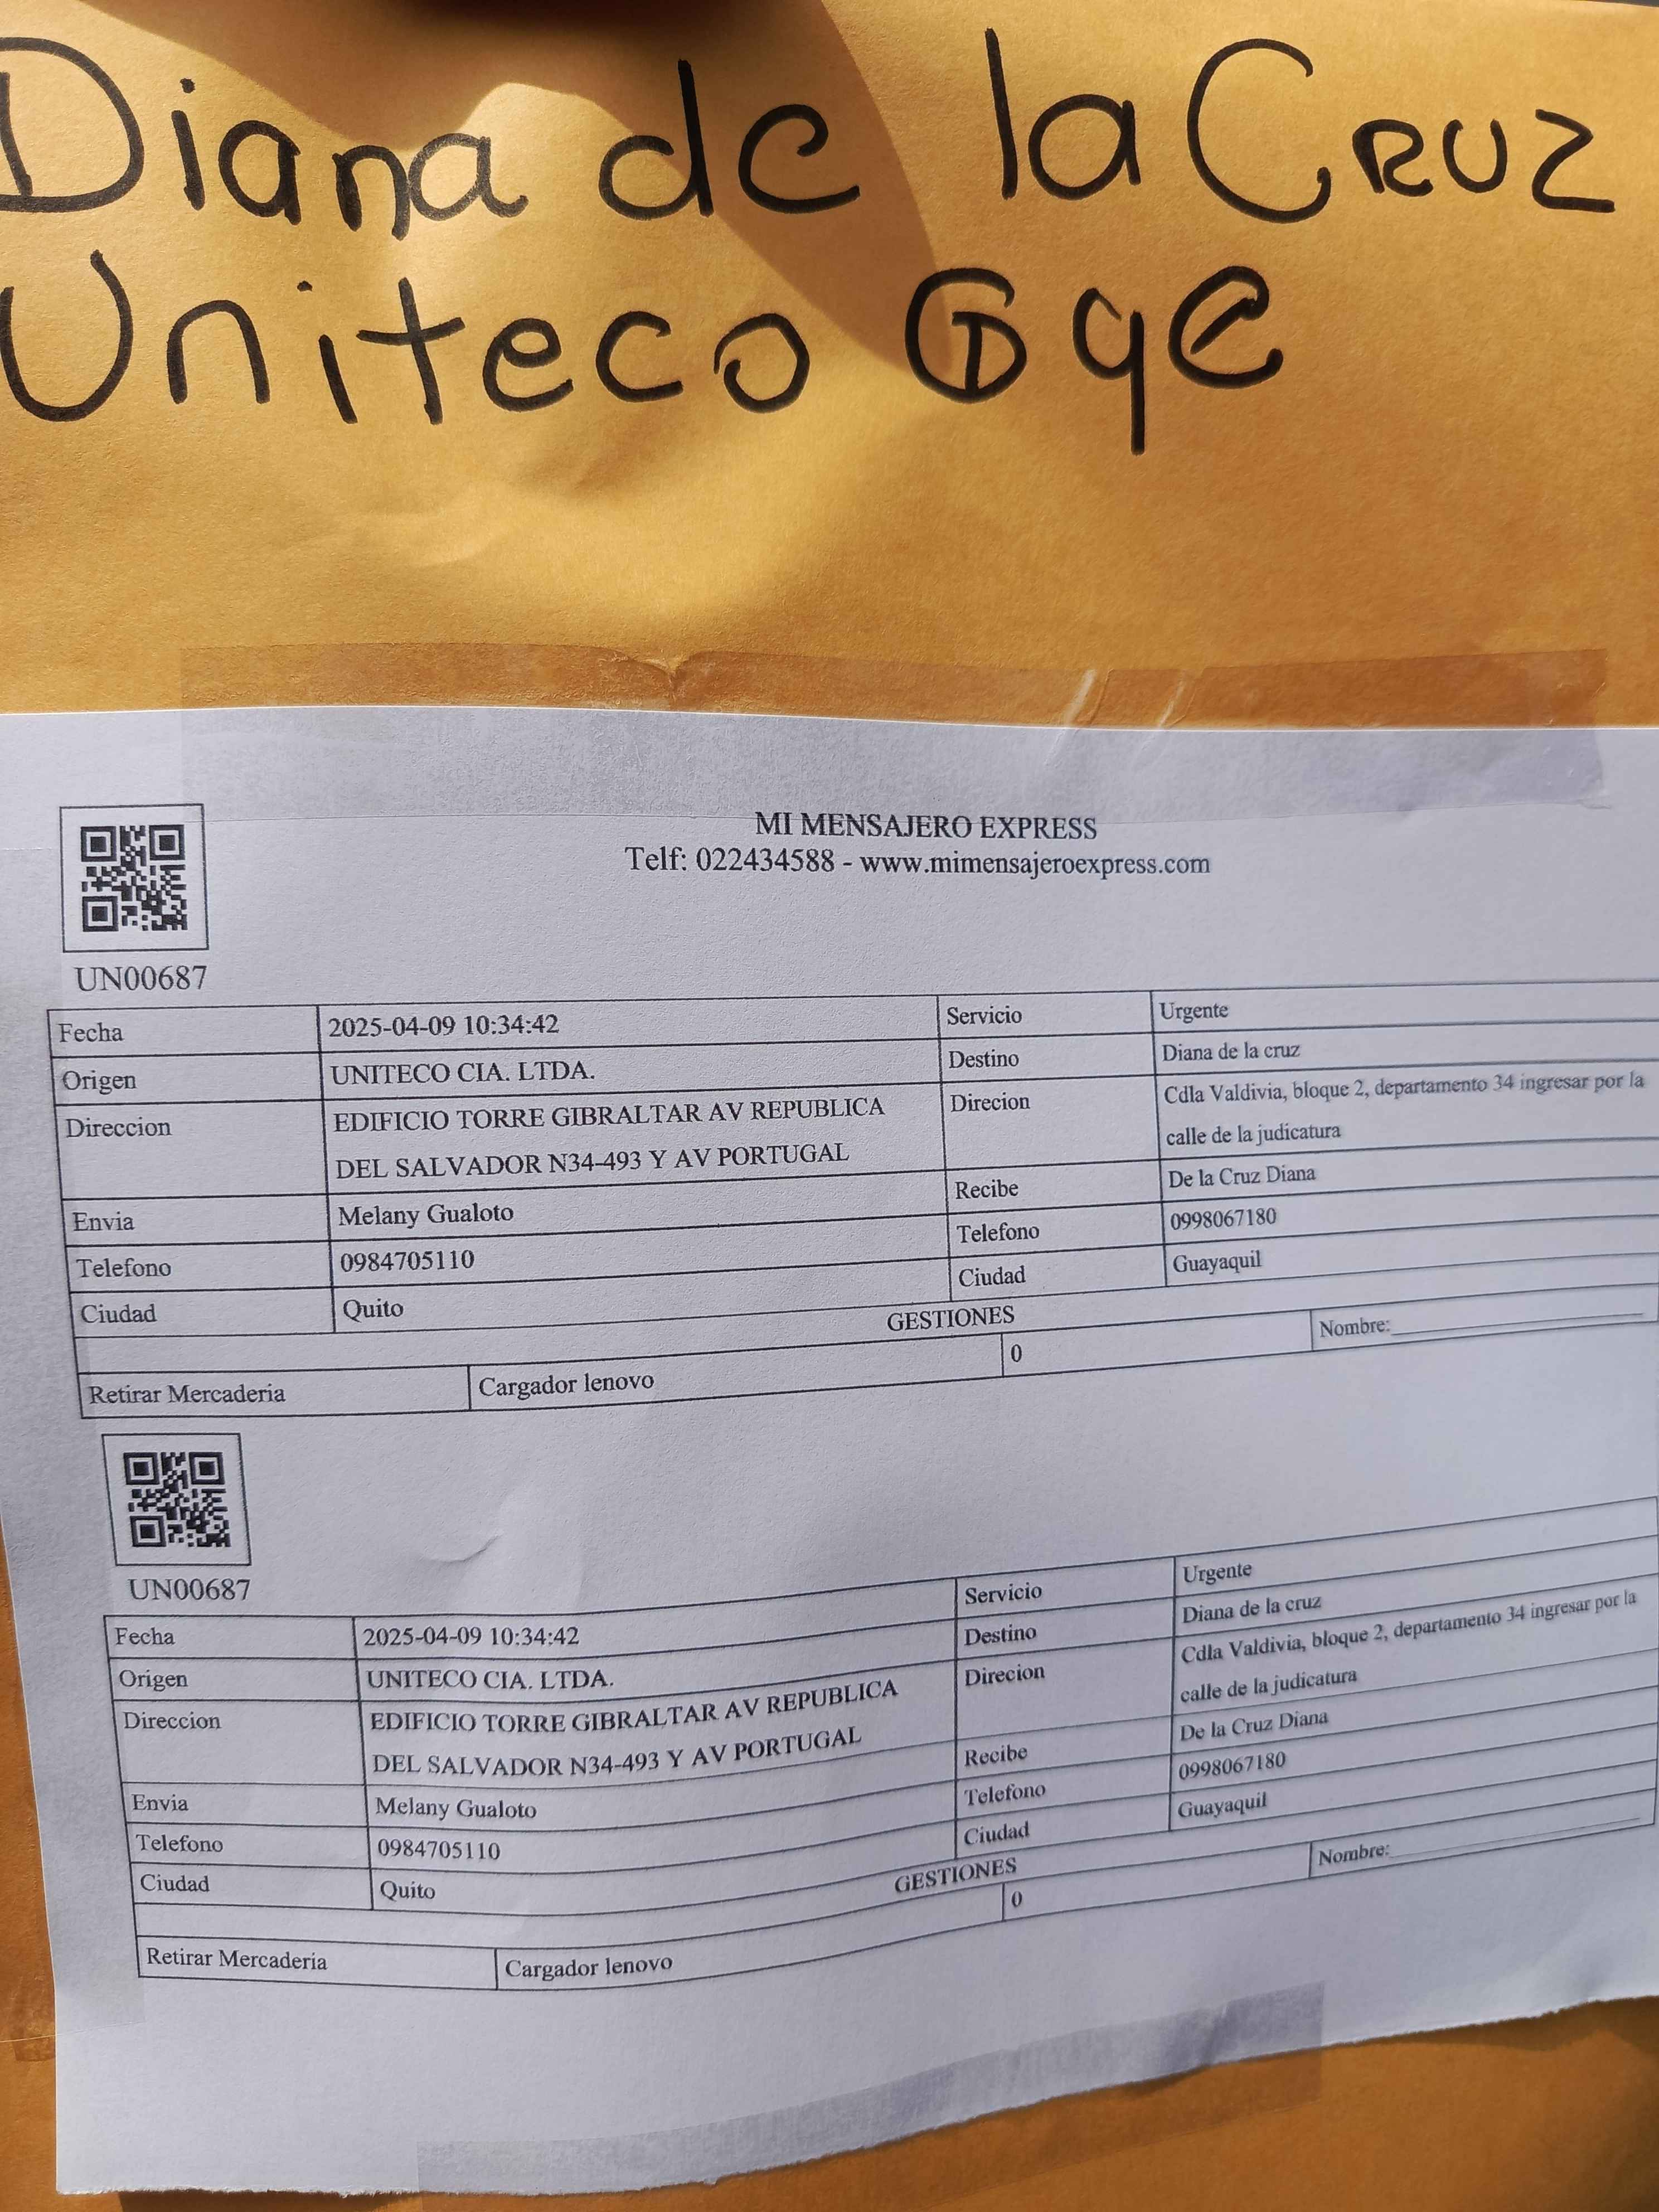 Diana de la CRUZ
Uniteco Gye
MI MENSAJERO EXPRESS
Telf: 022434588 - www.mimensajeroexpress.com
UN00687
Fecha 2025-04-09 10:34:42 Servicio Urgente
Origen UNITECO CIA. LTDA. Destino Diana de la cruz
Direccion EDIFICIO TORRE GIBRALTAR AV REPUBLICA Direcion Cdla Valdivia, bloque 2, departamento 34 ingresar por la
DEL SALVADOR N34-493 Y AV PORTUGAL calle de la judicatura
Envia Melany Gualoto Recibe De la Cruz Diana
Telefono 0984705110 Telefono 0998067180
Ciudad Quito Ciudad Guayaquil
GESTIONES
Retirar Mercaderia Cargador lenovo 0 Nombre:
UN00687
Fecha 2025-04-09 10:34:42 Servicio Urgente
Origen UNITECO CIA. LTDA. Destino Diana de la cruz
Direccion EDIFICIO TORRE GIBRALTAR AV REPUBLICA Direcion Cdla Valdivia, bloque 2, departamento 34 ingresar por la
DEL SALVADOR N34-493 Y AV PORTUGAL calle de la judicatura
Envia Melany Gualoto Recibe De la Cruz Diana
Telefono 0984705110 Telefono 0998067180
Ciudad Quito Ciudad Guayaquil
GESTIONES
Retirar Mercaderia Cargador lenovo 0 Nombre: